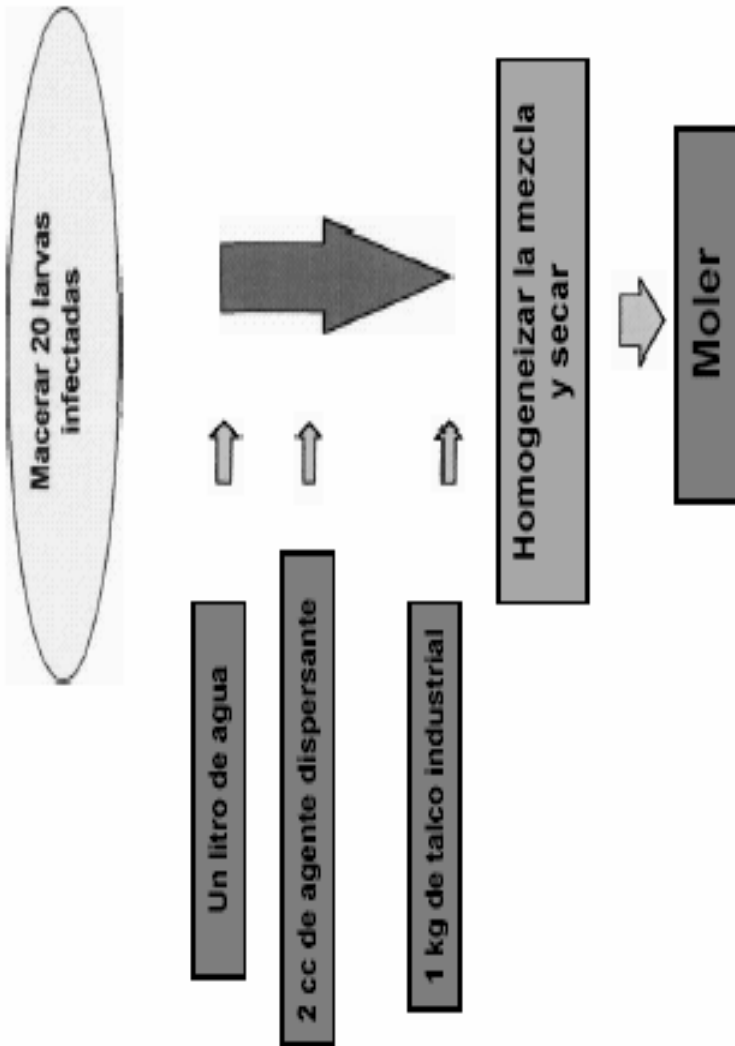 Macerar 20 larvas
infectadas
Un litro de agua
2 cc de agente dispersante
1 kg de talco industrial
Homogeneizar la mezcla
y secar
Moler